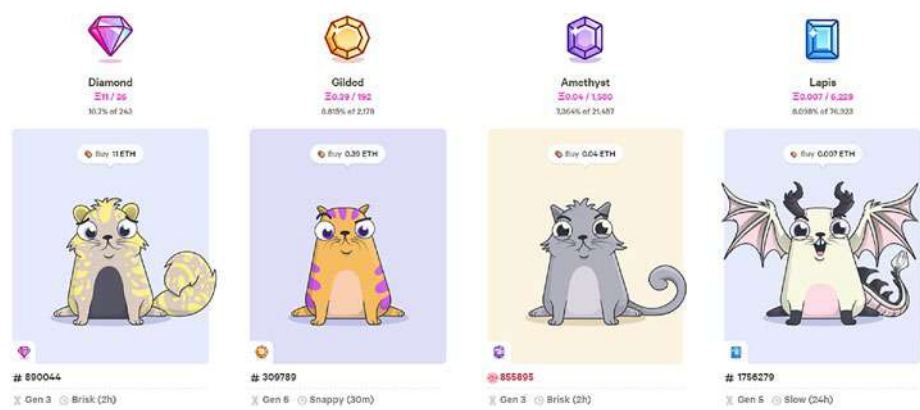 Diamond
Ξ11 / 26
10.7% of 243
Buy 11 ETH
# 890044
Gen 3 Brisk (2h)
Gilded
Ξ0.39 / 192
8.815% of 2,178
Buy 0.39 ETH
# 309789
Gen 6 Snappy (30m)
Amethyst
Ξ0.04 / 1,580
7.354% of 21,487
Buy 0.04 ETH
855895
Gen 3 Brisk (2h)
Lapis
Ξ0.007 / 6,229
8.098% of 76,923
Buy 0.007 ETH
# 1756279
Gen 5 Slow (24h)